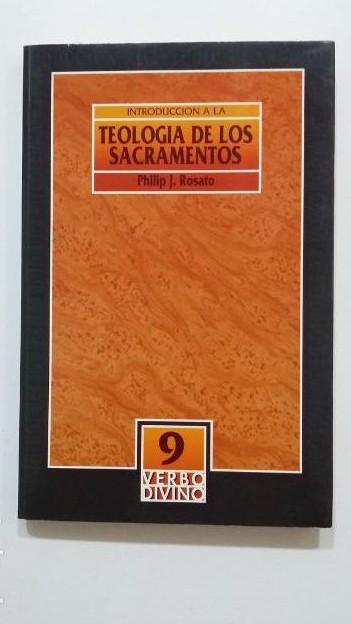 INTRODUCCION A LA
TEOLOGIA DE LOS
SACRAMENTOS
Philip J. Rosato
9
VERBO
DIVINO